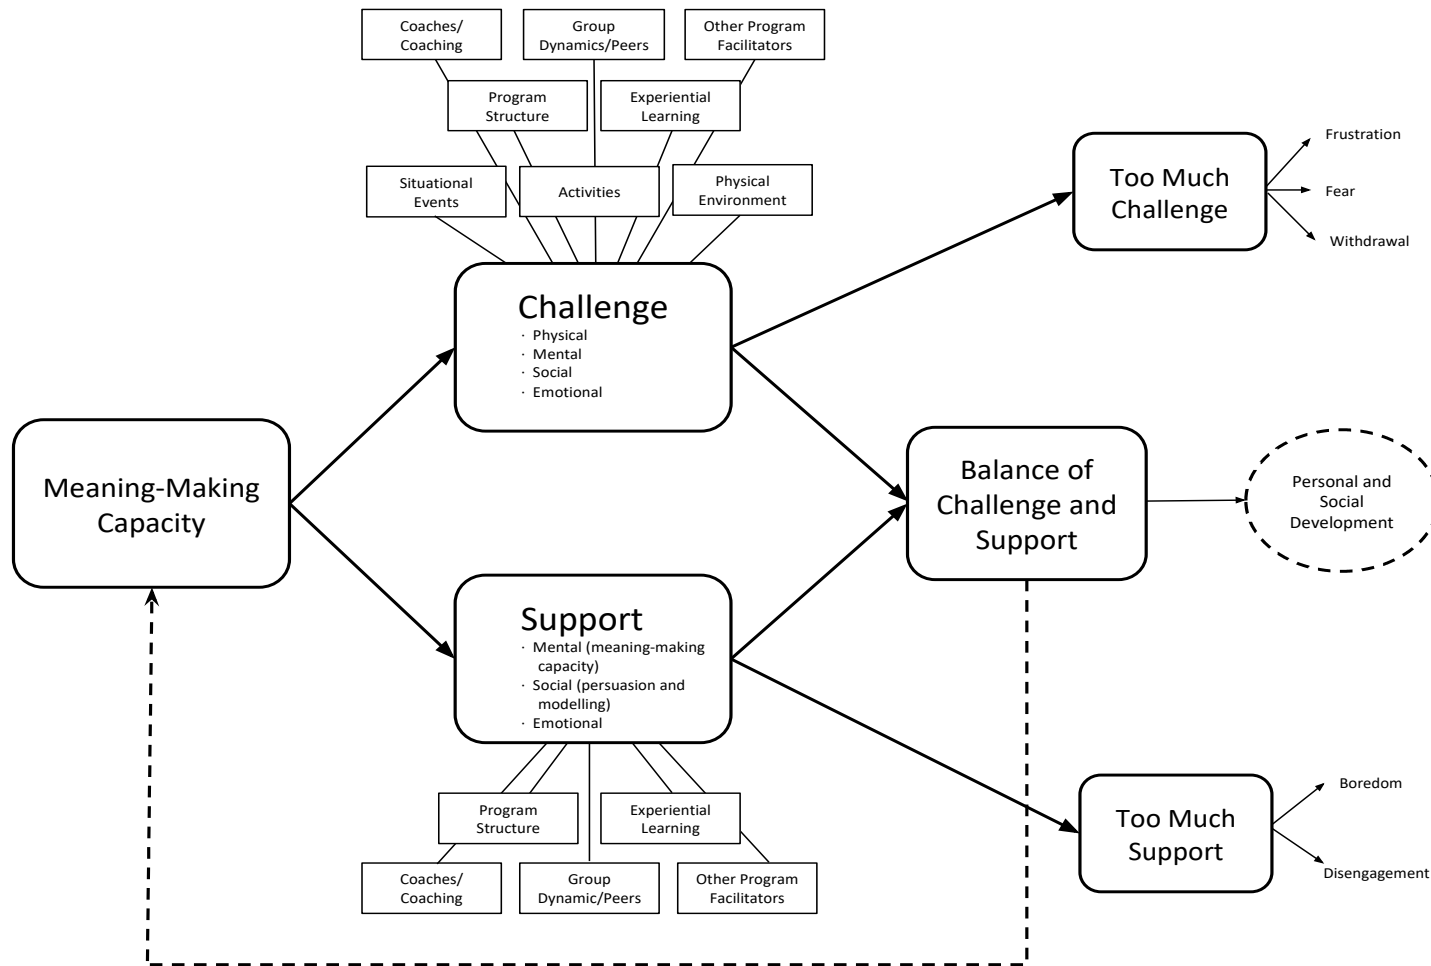 Coaches/
Coaching
Group
Dynamics/Peers
Other Program
Facilitators
Program
Structure
Experiential
Learning
Situational
Events
Activities
Physical
Environment
Challenge
· Physical
· Mental
· Social
· Emotional
Too Much
Challenge
Frustration
Fear
Withdrawal
Meaning-Making
Capacity
Balance of
Challenge and
Support
Personal and
Social
Development
Support
· Mental (meaning-making
capacity)
· Social (persuasion and
modelling)
· Emotional
Program
Structure
Experiential
Learning
Coaches/
Coaching
Group
Dynamic/Peers
Other Program
Facilitators
Too Much
Support
Boredom
Disengagement